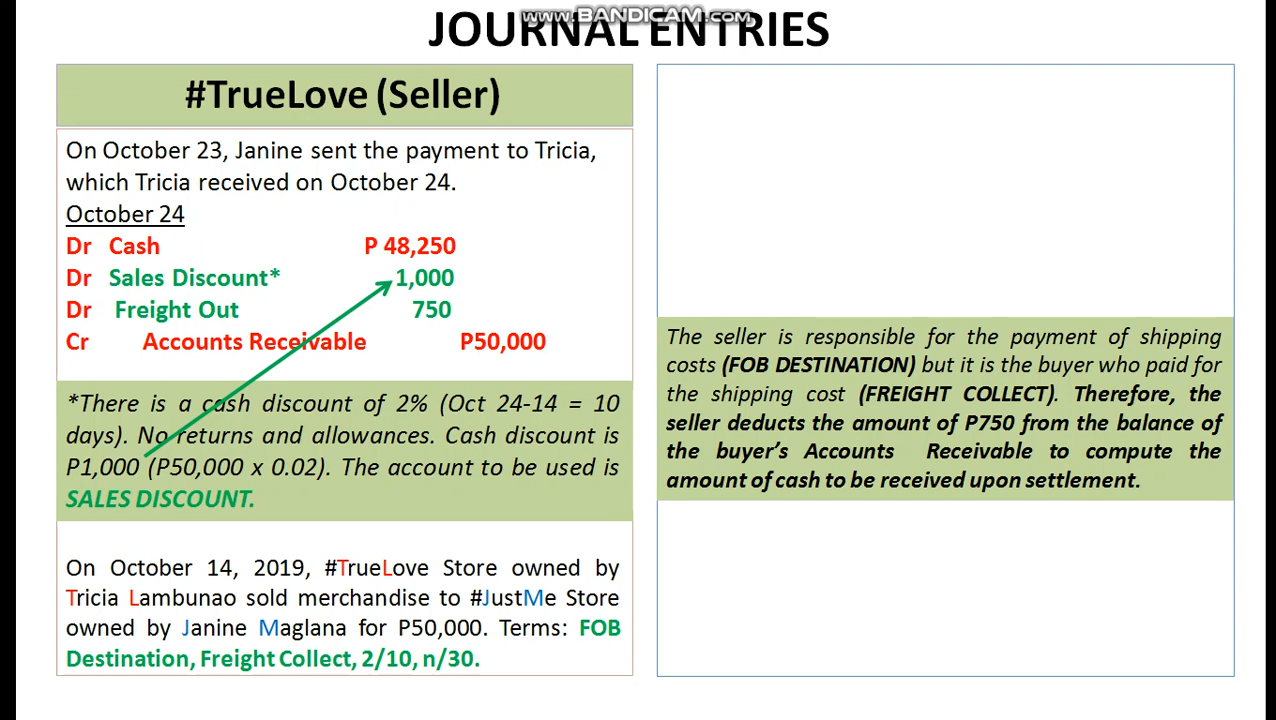 www.BANDICAM.com
JOURNAL ENTRIES
#TrueLove (Seller)
On October 23, Janine sent the payment to Tricia,
which Tricia received on October 24.
October 24
Dr Cash P 48,250
Dr Sales Discount* 1,000
Dr Freight Out 750
Cr Accounts Receivable P50,000
*There is a cash discount of 2% (Oct 24-14 = 10
days). No returns and allowances. Cash discount is
P1,000 (P50,000 x 0.02). The account to be used is
SALES DISCOUNT.
On October 14, 2019, #TrueLove Store owned by
Tricia Lambunao sold merchandise to #JustMe Store
owned by Janine Maglana for P50,000. Terms: FOB
Destination, Freight Collect, 2/10, n/30.
The seller is responsible for the payment of shipping
costs (FOB DESTINATION) but it is the buyer who paid for
the shipping cost (FREIGHT COLLECT). Therefore, the
seller deducts the amount of P750 from the balance of
the buyer's Accounts Receivable to compute the
amount of cash to be received upon settlement.